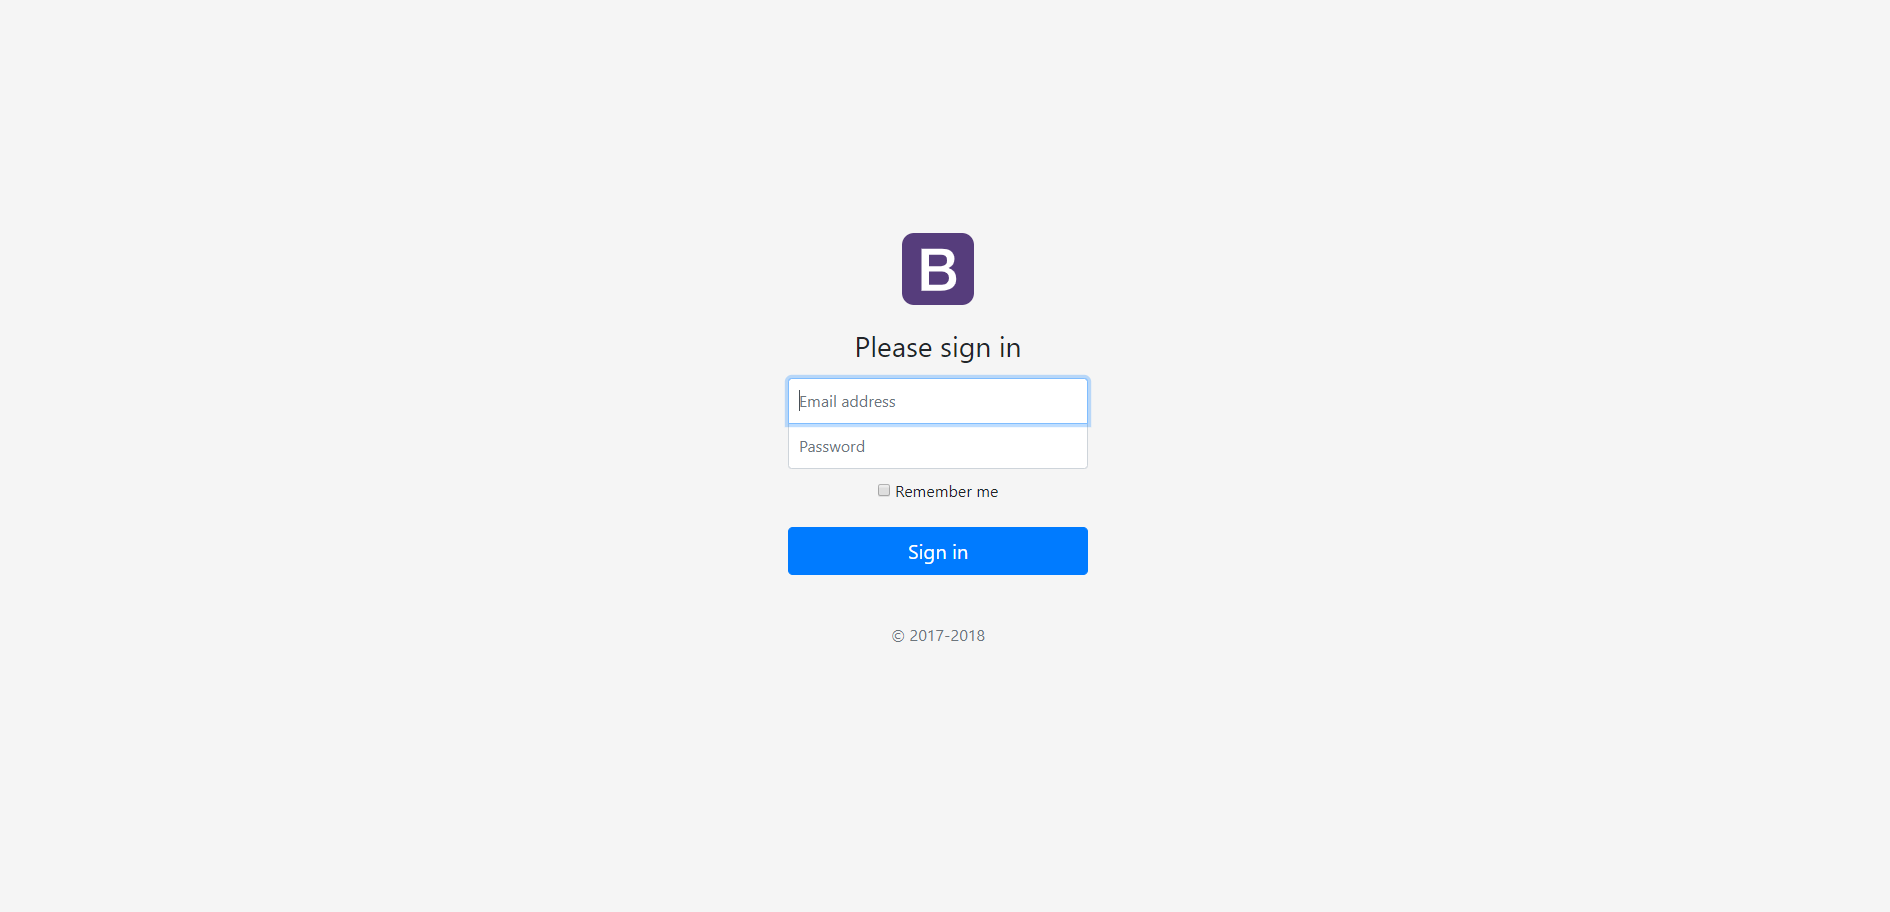 B
Please sign in
Email address
Password
Remember me
Sign in
© 2017-2018